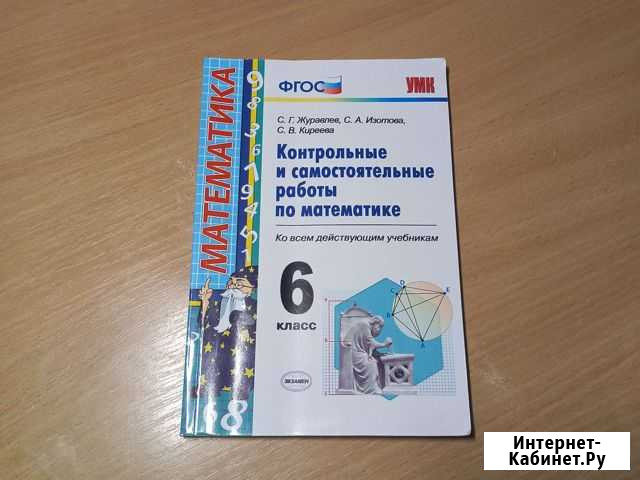 МАТЕМАТИКА
ФГОС
УМК
С. Г. Журавлев, С. А. Изотова,
С. В. Киреева
Контрольные
и самостоятельные
работы
по математике
Ко всем действующим учебникам
6
класс
ЭКЗАМЕН
Интернет-
Кабинет.Ру